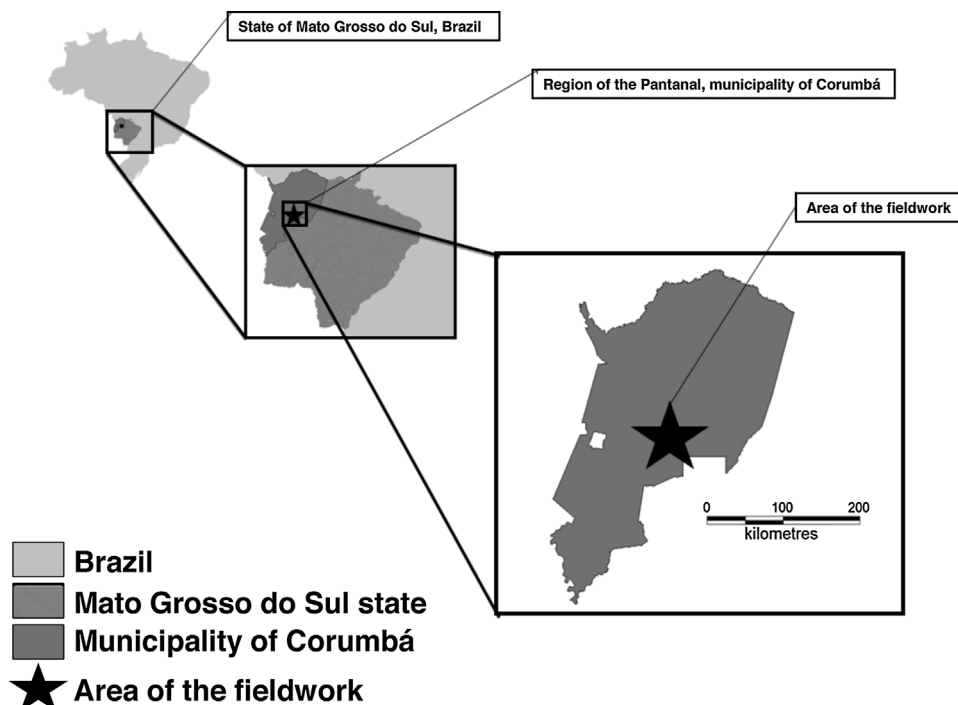 State of Mato Grosso do Sul, Brazil
Region of the Pantanal, municipality of Corumbá
Area of the fieldwork
0 100 200
kilometres
Brazil
Mato Grosso do Sul state
Municipality of Corumbá
Area of the fieldwork